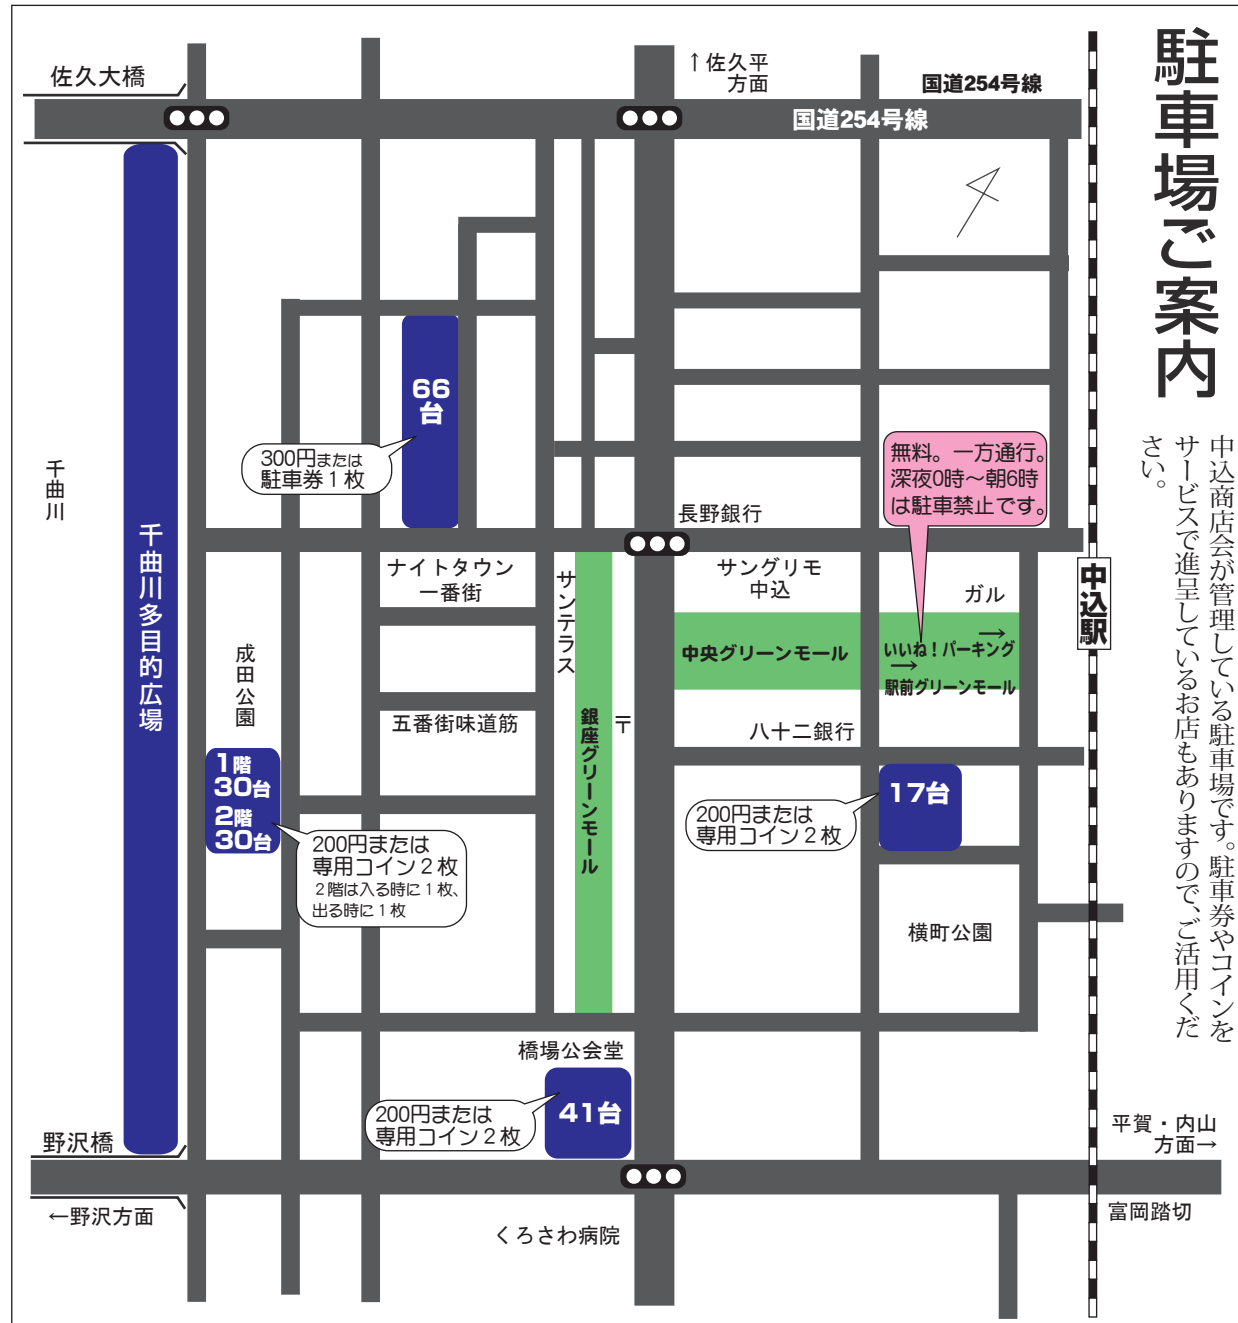 駐車場ご案内
中込商店会が管理している駐車場です。駐車券やコインを
サービスで進呈しているお店もありますので、ご活用くだ
さい。
佐久大橋
↑佐久平
方面
国道254号線
国道254号線
66
台
300円または
駐車券1枚
千曲川
千曲川多目的広場
無料。一方通行。
深夜0時～朝6時
は駐車禁止です。
長野銀行
ナイトタウン
一番街
サンテラス
サングリモ
中込
ガル
中込駅
中央グリーンモール
→
いいね！パーキング
→
駅前グリーンモール
成田公園
五番街味道筋
銀座グリーンモール
〒
八十二銀行
1階
30台
2階
30台
200円または
専用コイン2枚
2階は入る時に1枚、
出る時に1枚
17台
200円または
専用コイン2枚
横町公園
橋場公会堂
41台
200円または
専用コイン2枚
野沢橋
平賀・内山
方面→
←野沢方面
富岡踏切
くろさわ病院